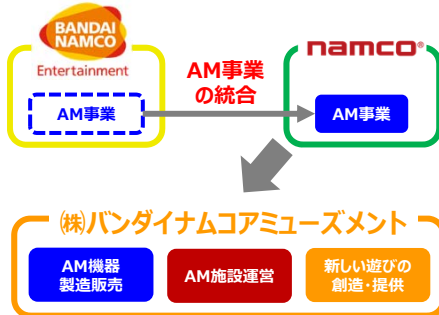 BANDAI
NAMCO
Entertainment
namco®
AM事業
の統合
AM事業
AM事業
㈱バンダイナムコアミューズメント
AM機器
製造販売
AM施設運営
新しい遊びの
創造・提供